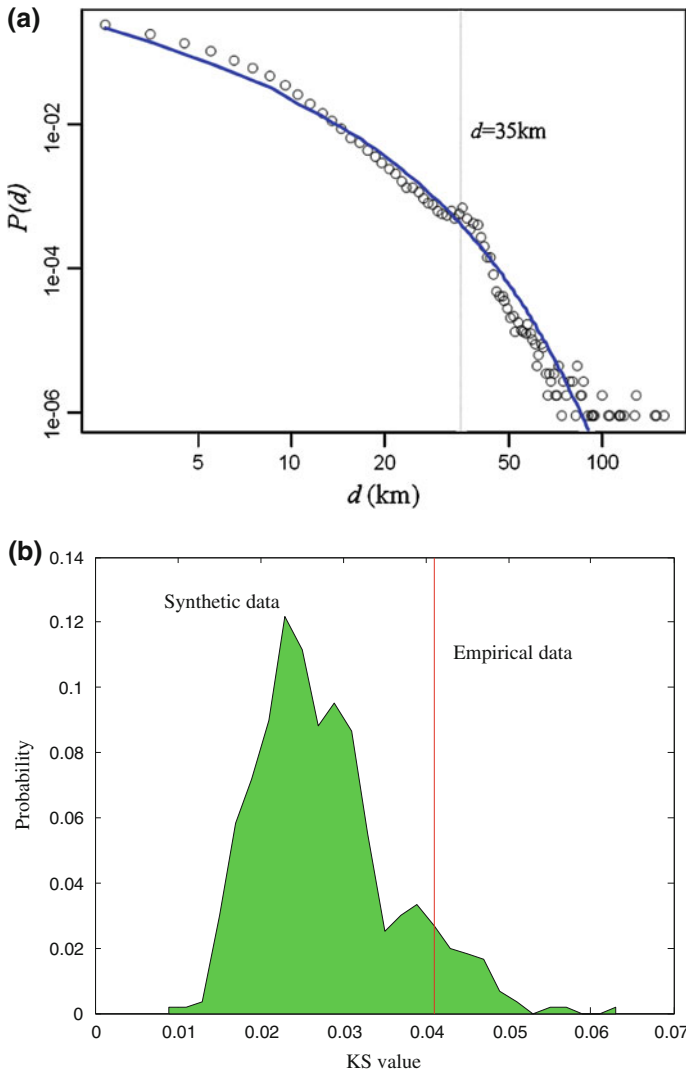 (a)
P(d)
1e-02
1e-04
1e-06
d=35km
5 10 20 50 100
d (km)
(b)
0.14
0.12
0.1
0.08
0.06
0.04
0.02
0
Probability
Synthetic data
Empirical data
0 0.01 0.02 0.03 0.04 0.05 0.06 0.07
KS value